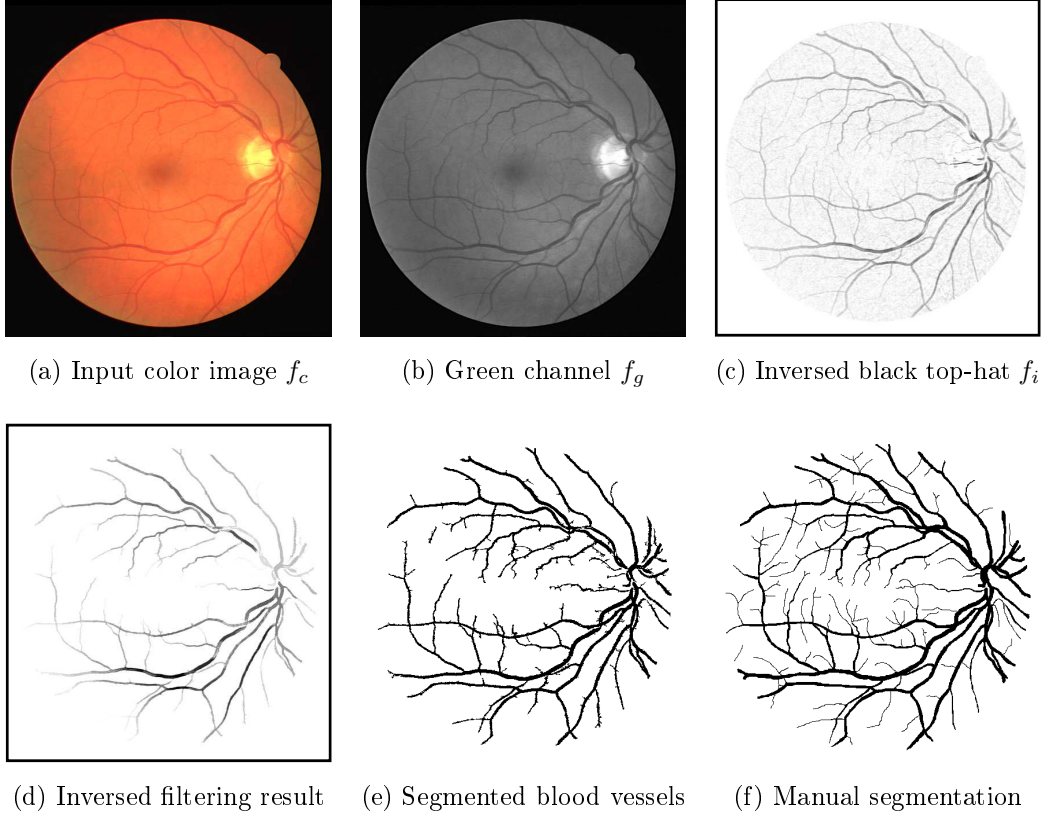 (a) Input color image f_c
(b) Green channel f_g
(c) Inversed black top-hat f_i
(d) Inversed filtering result
(e) Segmented blood vessels
(f) Manual segmentation